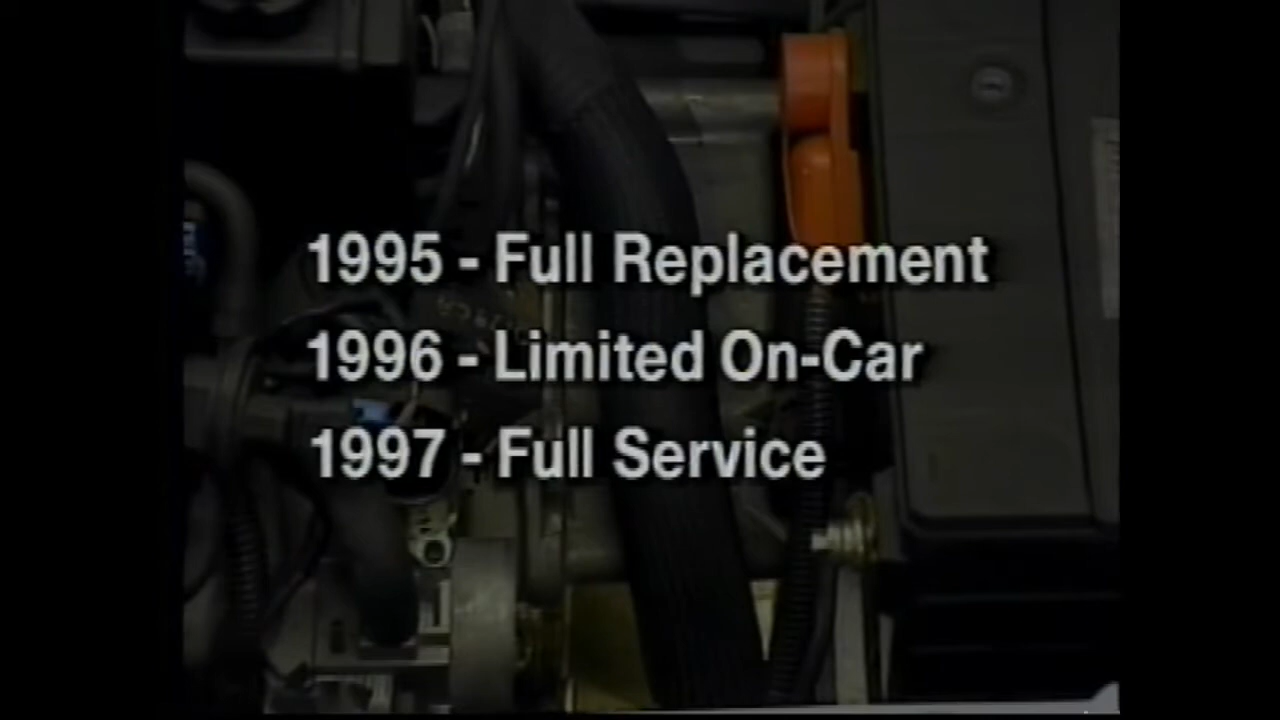 1995 - Full Replacement
1996 - Limited On-Car
1997 - Full Service